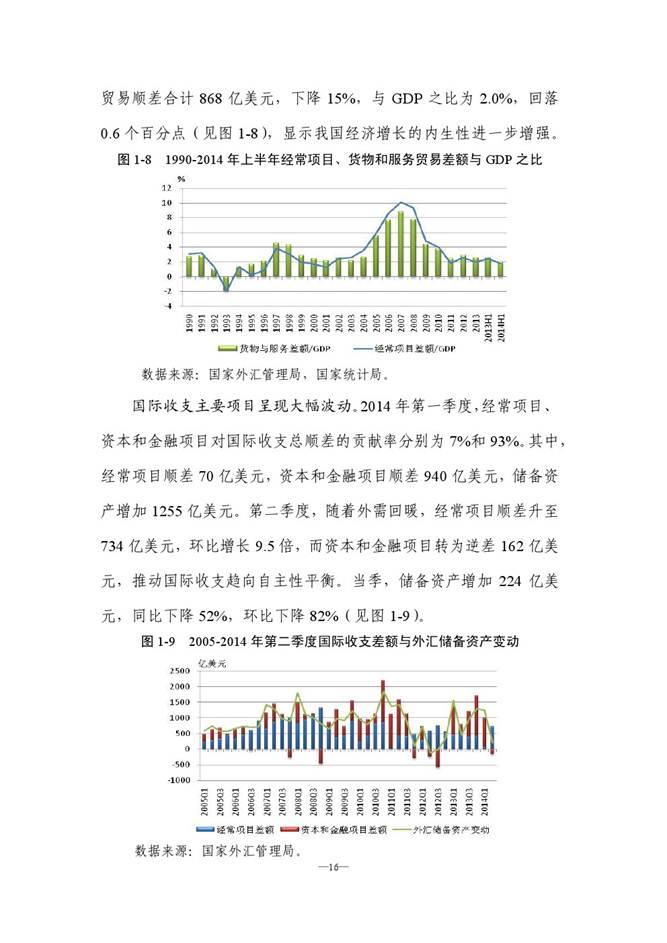 贸易顺差合计 868 亿美元，下降 15%，与 GDP 之比为 2.0%，回落
0.6 个百分点（见图 1-8），显示我国经济增长的内生性进一步增强。
图 1-8 1990-2014 年上半年经常项目、货物和服务贸易差额与 GDP 之比
%
12
10
8
6
4
2
0
-2
-4
1990 1991 1992 1993 1994 1995 1996 1997 1998 1999 2000 2001 2002 2003 2004 2005 2006 2007 2008 2009 2010 2011 2012 2013 2013H1 2014H1
货物与服务差额/GDP 经常项目差额/GDP
数据来源：国家外汇管理局，国家统计局。
国际收支主要项目呈现大幅波动。2014 年第一季度，经常项目、
资本和金融项目对国际收支总顺差的贡献率分别为 7%和 93%。其中，
经常项目顺差 70 亿美元，资本和金融项目顺差 940 亿美元，储备资
产增加 1255 亿美元。第二季度，随着外需回暖，经常项目顺差升至
734 亿美元，环比增长 9.5 倍，而资本和金融项目转为逆差 162 亿美
元，推动国际收支趋向自主性平衡。当季，储备资产增加 224 亿美
元，同比下降 52%，环比下降 82%（见图 1-9）。
图 1-9 2005-2014 年第二季度国际收支差额与外汇储备资产变动
亿美元
2500
2000
1500
1000
500
0
-500
-1000
2005Q1 2005Q3 2006Q1 2006Q3 2007Q1 2007Q3 2008Q1 2008Q3 2009Q1 2009Q3 2010Q1 2010Q3 2011Q1 2011Q3 2012Q1 2012Q3 2013Q1 2013Q3 2014Q1
经常项目差额 资本和金融项目差额 外汇储备资产变动
数据来源：国家外汇管理局。
—16—